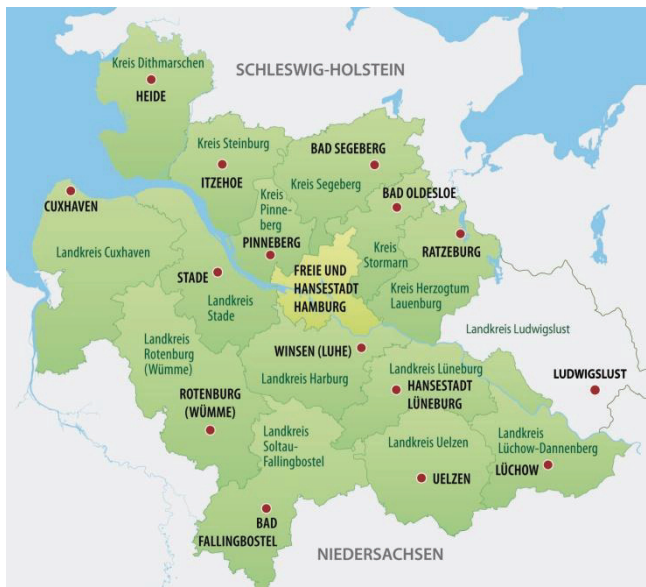 Kreis Dithmarschen
HEIDE
SCHLESWIG-HOLSTEIN
Kreis Steinburg
ITZEHOE
BAD SEGEBERG
Kreis Segeberg
BAD OLDESLOE
CUXHAVEN
Kreis
Pinne-
berg
PINNEBERG
RATZEBURG
Landkreis Cuxhaven
Kreis
Stormarn
STADE
FREIE UND
HANSESTADT
HAMBURG
Kreis Herzogtum
Lauenburg
Landkreis
Stade
Landkreis Ludwigslust
Landkreis
Rotenburg
(Wümme)
WINSEN (LUHE)
Landkreis Harburg
Landkreis Lüneburg
HANSESTADT
LÜNEBURG
LUDWIGSLUST
ROTENBURG
(WÜMME)
Landkreis
Soltau-
Fallingbostel
Landkreis Uelzen
Landkreis
Lüchow-Dannenberg
LÜCHOW
UELZEN
BAD
FALLINGBOSTEL
NIEDERSACHSEN